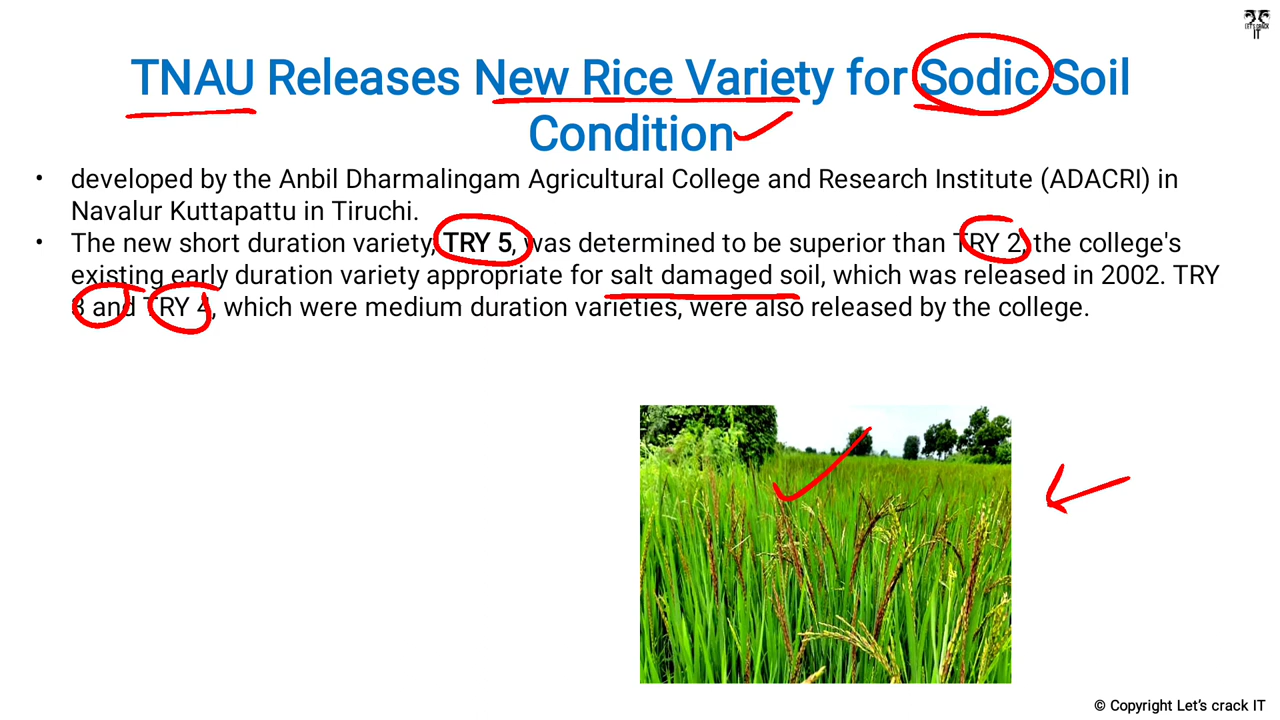 LET'S CRACK
IT
TNAU Releases New Rice Variety for Sodic Soil
Condition
• developed by the Anbil Dharmalingam Agricultural College and Research Institute (ADACRI) in
Navalur Kuttapattu in Tiruchi.
• The new short duration variety, TRY 5, was determined to be superior than TRY 2, the college's
existing early duration variety appropriate for salt damaged soil, which was released in 2002. TRY
3 and TRY 4, which were medium duration varieties, were also released by the college.
© Copyright Let's crack IT